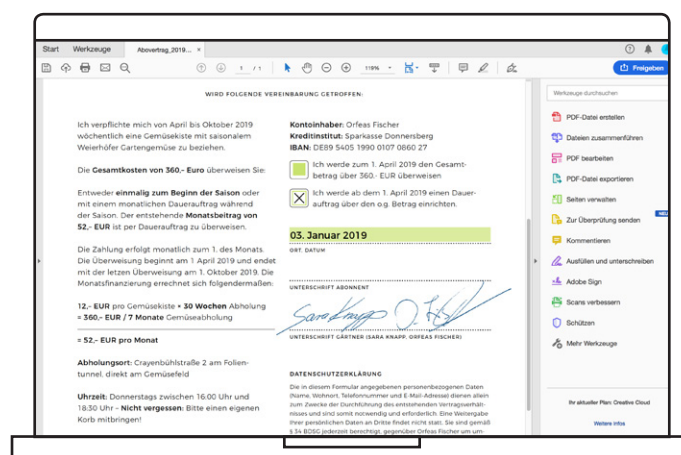 Start Werkzeuge Abovertrag_2019... ×
1 / 1 119%
Freigeben
WIRD FOLGENDE VEREINBARUNG GETROFFEN:
Ich verpflichte mich von April bis Oktober 2019
wöchentlich eine Gemüsekiste mit saisonalem
Weierhöfer Gartengemüse zu beziehen.
Die Gesamtkosten von 360,- Euro überweisen Sie:
Entweder einmalig zum Beginn der Saison oder
mit einem monatlichen Dauerauftrag während
der Saison. Der entstehende Monatsbeitrag von
52,- EUR ist per Dauerauftrag zu überweisen.
Die Zahlung erfolgt monatlich zum 1. des Monats.
Die Überweisung beginnt am 1 April 2019 und endet
mit der letzen Überweisung am 1. Oktober 2019. Die
Monatsfinanzierung errechnet sich folgendermaßen:
12,- EUR pro Gemüsekiste × 30 Wochen Abholung
= 360,- EUR / 7 Monate Gemüseabholung
= 52,- EUR pro Monat
Abholungsort: Crayenbühlstraße 2 am Folien-
tunnel, direkt am Gemüsefeld
Uhrzeit: Donnerstags zwischen 16:00 Uhr und
18:30 Uhr - Nicht vergessen: Bitte einen eigenen
Korb mitbringen!
Kontoinhaber: Orfeas Fischer
Kreditinstitut: Sparkasse Donnersberg
IBAN: DE89 5405 1990 0107 0860 27
Ich werde zum 1. April 2019 den Gesamt-
betrag über 360,- EUR überweisen
Ich werde ab dem 1. April 2019 einen Dauer-
auftrag über den o.g. Betrag einrichten.
03. Januar 2019
ORT, DATUM
UNTERSCHRIFT ABONNENT
Sara Knapp
UNTERSCHRIFT GÄRTNER (SARA KNAPP, ORFEAS FISCHER)
DATENSCHUTZERKLÄRUNG
Die in diesem Formular angegebenen personenbezogenen Daten
(Name, Wohnort, Telefonnummer und E-Mail-Adresse) dienen allein
zum Zwecke der Durchführung des entstehenden Vertragsverhält-
nisses und sind somit notwendig und erforderlich. Eine Weitergabe
Ihrer persönlichen Daten an Dritte findet nicht statt. Sie sind gemäß
§ 34 BDSG jederzeit berechtigt, gegenüber Orfeas Fischer um um-
Werkzeuge durchsuchen
PDF-Datei erstellen
Dateien zusammenführen
PDF bearbeiten
PDF-Datei exportieren
Seiten verwalten
Zur Überprüfung senden NEU
Kommentieren
Ausfüllen und unterschreiben
Adobe Sign
Scans verbessern
Schützen
Mehr Werkzeuge
Ihr aktueller Plan: Creative Cloud
Weitere Infos